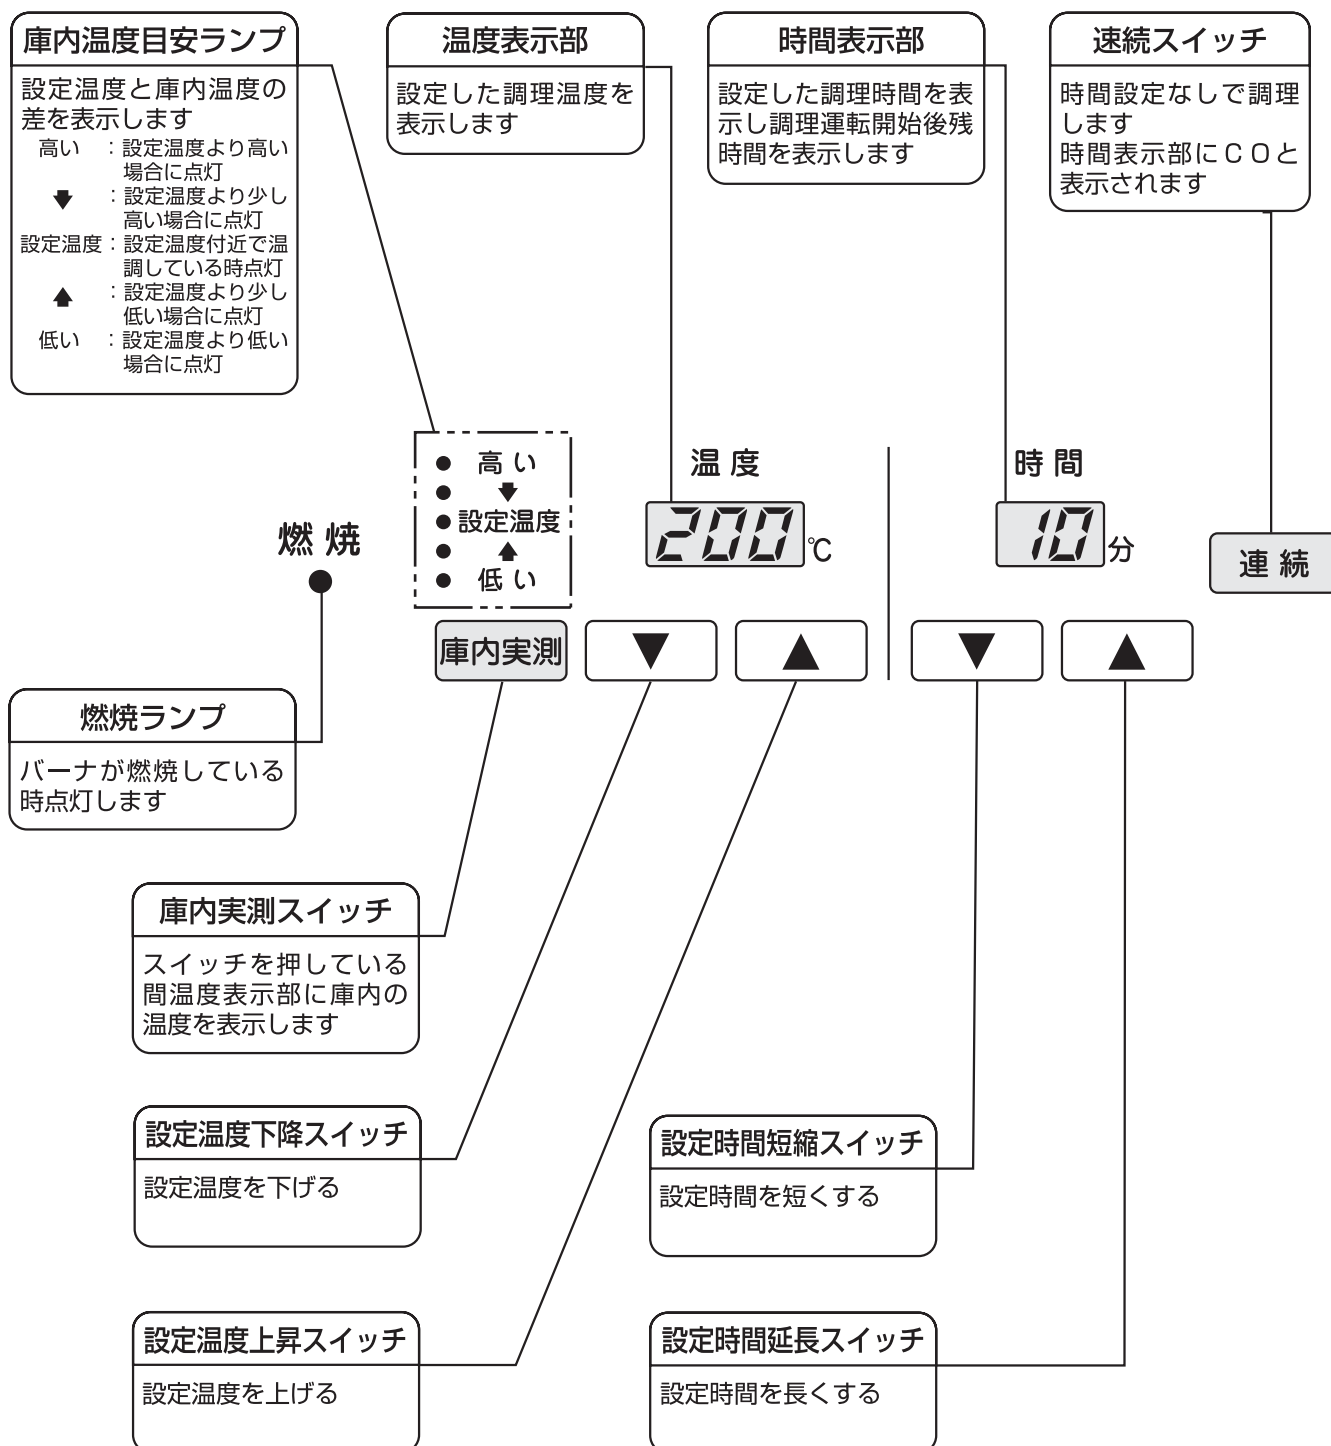 庫内温度目安ランプ
設定温度と庫内温度の
差を表示します
高い ：設定温度より高い
場合に点灯
：設定温度より少し
高い場合に点灯
設定温度：設定温度付近で温
調している時点灯
：設定温度より少し
低い場合に点灯
低い ：設定温度より低い
場合に点灯
温度表示部
設定した調理温度を
表示します
時間表示部
設定した調理時間を表
示し調理運転開始後残
時間を表示します
速続スイッチ
時間設定なしで調理
します
時間表示部にＣＯと
表示されます
燃焼
高い
設定温度
低い
温度
200℃
時間
10分
連続
庫内実測
▼
▲
▼
▲
燃焼ランプ
バーナが燃焼している
時点灯します
庫内実測スイッチ
スイッチを押している
間温度表示部に庫内の
温度を表示します
設定温度下降スイッチ
設定温度を下げる
設定時間短縮スイッチ
設定時間を短くする
設定温度上昇スイッチ
設定温度を上げる
設定時間延長スイッチ
設定時間を長くする